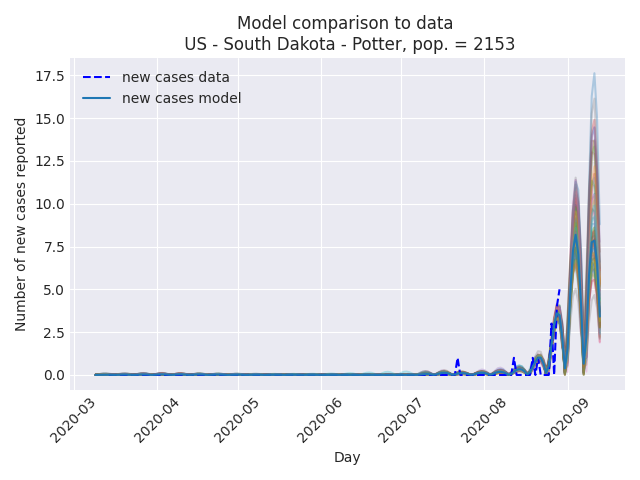 Model comparison to data
US - South Dakota - Potter, pop. = 2153
new cases data
new cases model
Number of new cases reported
17.5
15.0
12.5
10.0
7.5
5.0
2.5
0.0
2020-03
2020-04
2020-05
2020-06
2020-07
2020-08
2020-09
Day